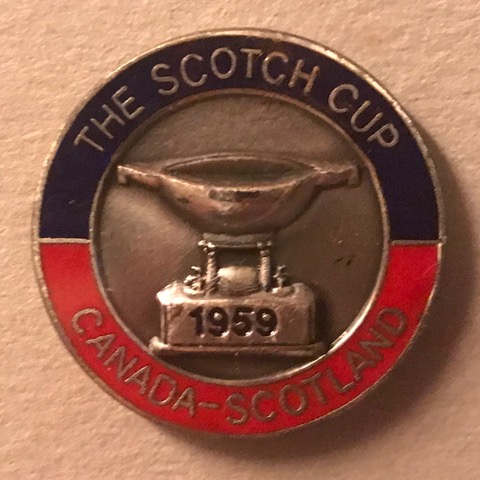 THE SCOTCH CUP
1959
CANADA-SCOTLAND